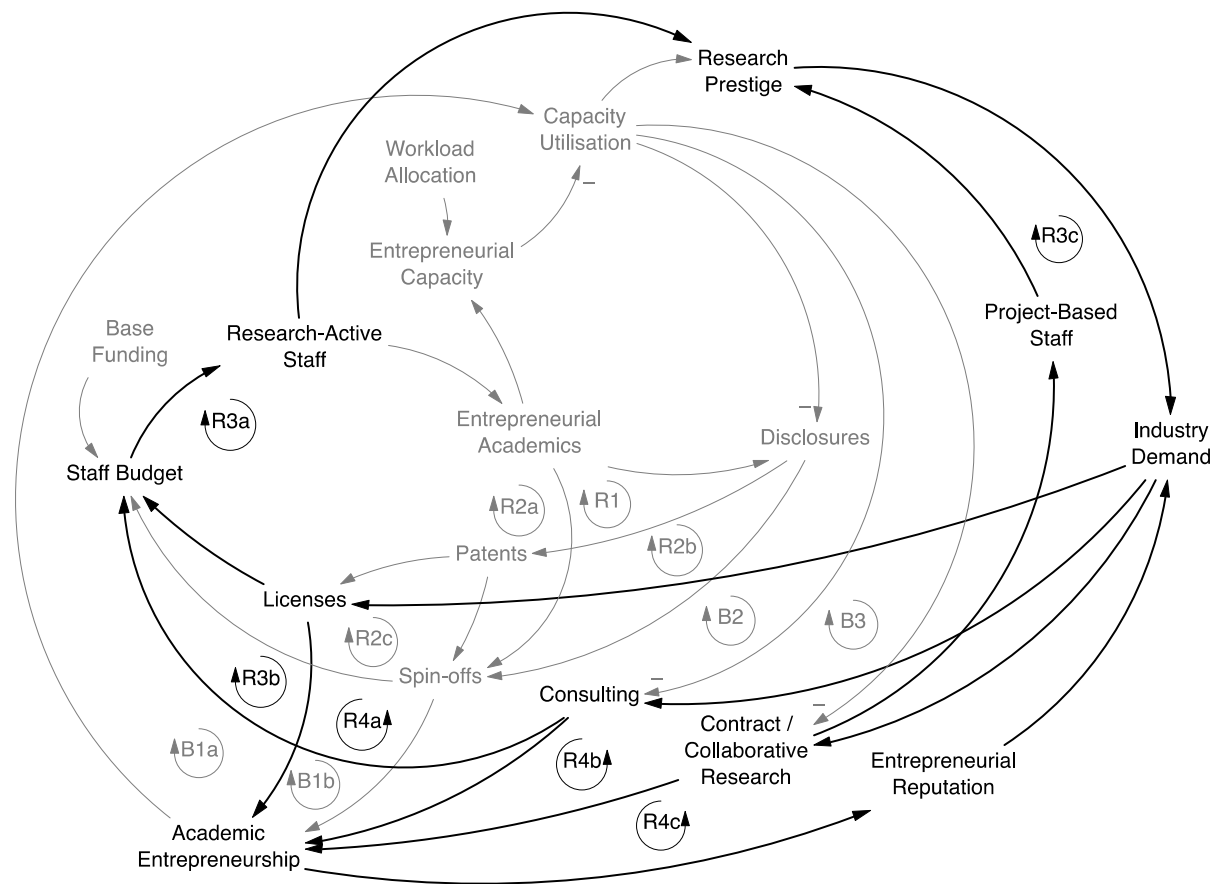 Research
Prestige
Capacity
Utilisation
–
Workload
Allocation
Entrepreneurial
Capacity
R3c
Project-Based
Staff
Base
Funding
Research-Active
Staff
R3a
Entrepreneurial
Academics
–
Disclosures
Industry
Demand
Staff Budget
R2a
R1
R2b
Patents
Licenses
R2c
B2
B3
Spin-offs
R3b
R4a
–
Consulting
–
Contract /
Collaborative
Research
R4b
Entrepreneurial
Reputation
B1a
B1b
R4c
Academic
Entrepreneurship